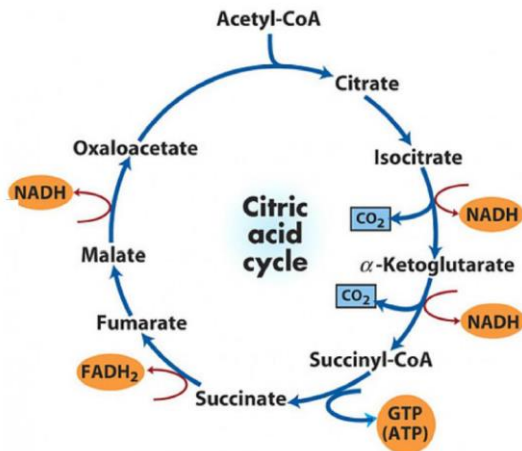 Acetyl-CoA
Citrate
Oxaloacetate
Isocitrate
NADH
Citric
acid
cycle
CO₂
NADH
Malate
α-Ketoglutarate
CO₂
NADH
Fumarate
Succinyl-CoA
FADH₂
Succinate
GTP
(ATP)